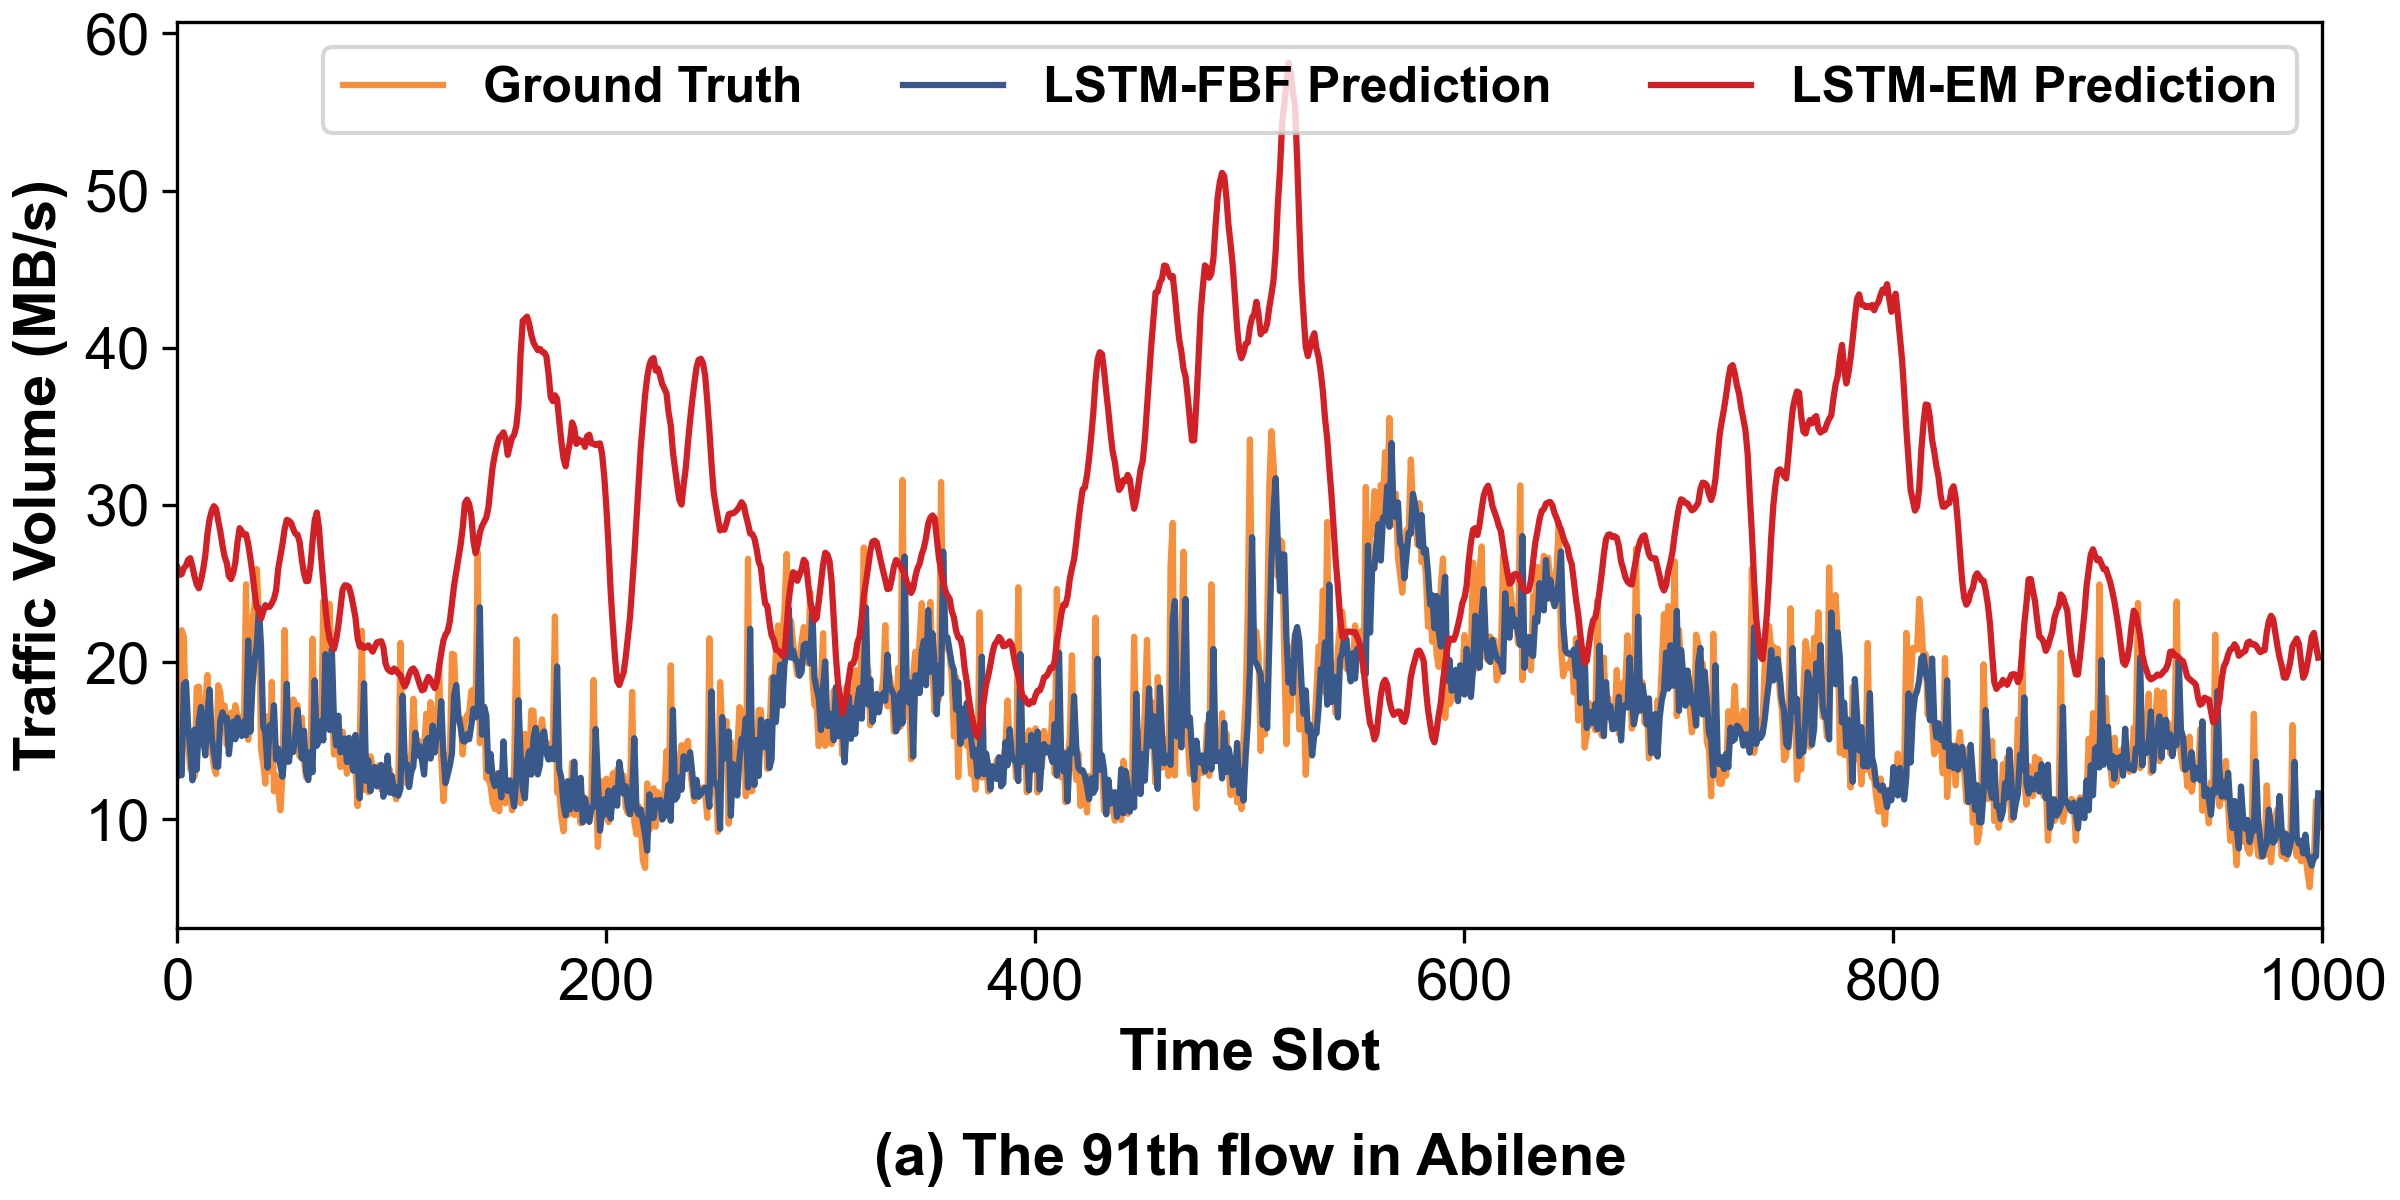 Ground Truth LSTM-FBF Prediction LSTM-EM Prediction
Traffic Volume (MB/s)
60
50
40
30
20
10
0 200 400 600 800 1000
Time Slot
(a) The 91th flow in Abilene